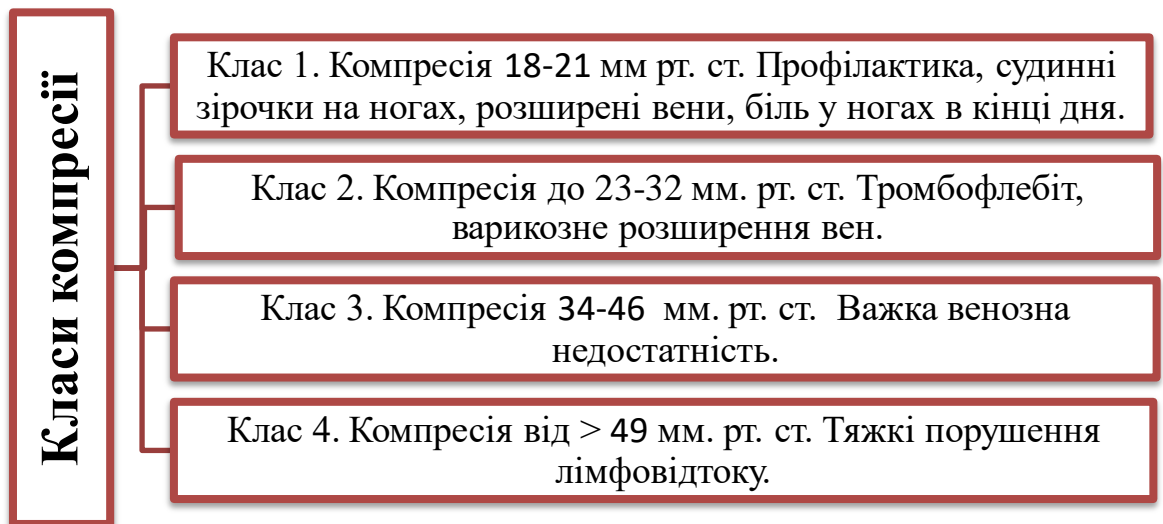 Класи компресії
Клас 1. Компресія 18-21 мм рт. ст. Профілактика, судинні
зірочки на ногах, розширені вени, біль у ногах в кінці дня.
Клас 2. Компресія до 23-32 мм. рт. ст. Тромбофлебіт,
варикозне розширення вен.
Клас 3. Компресія 34-46 мм. рт. ст. Важка венозна
недостатність.
Клас 4. Компресія від > 49 мм. рт. ст. Тяжкі порушення
лімфовідтоку.